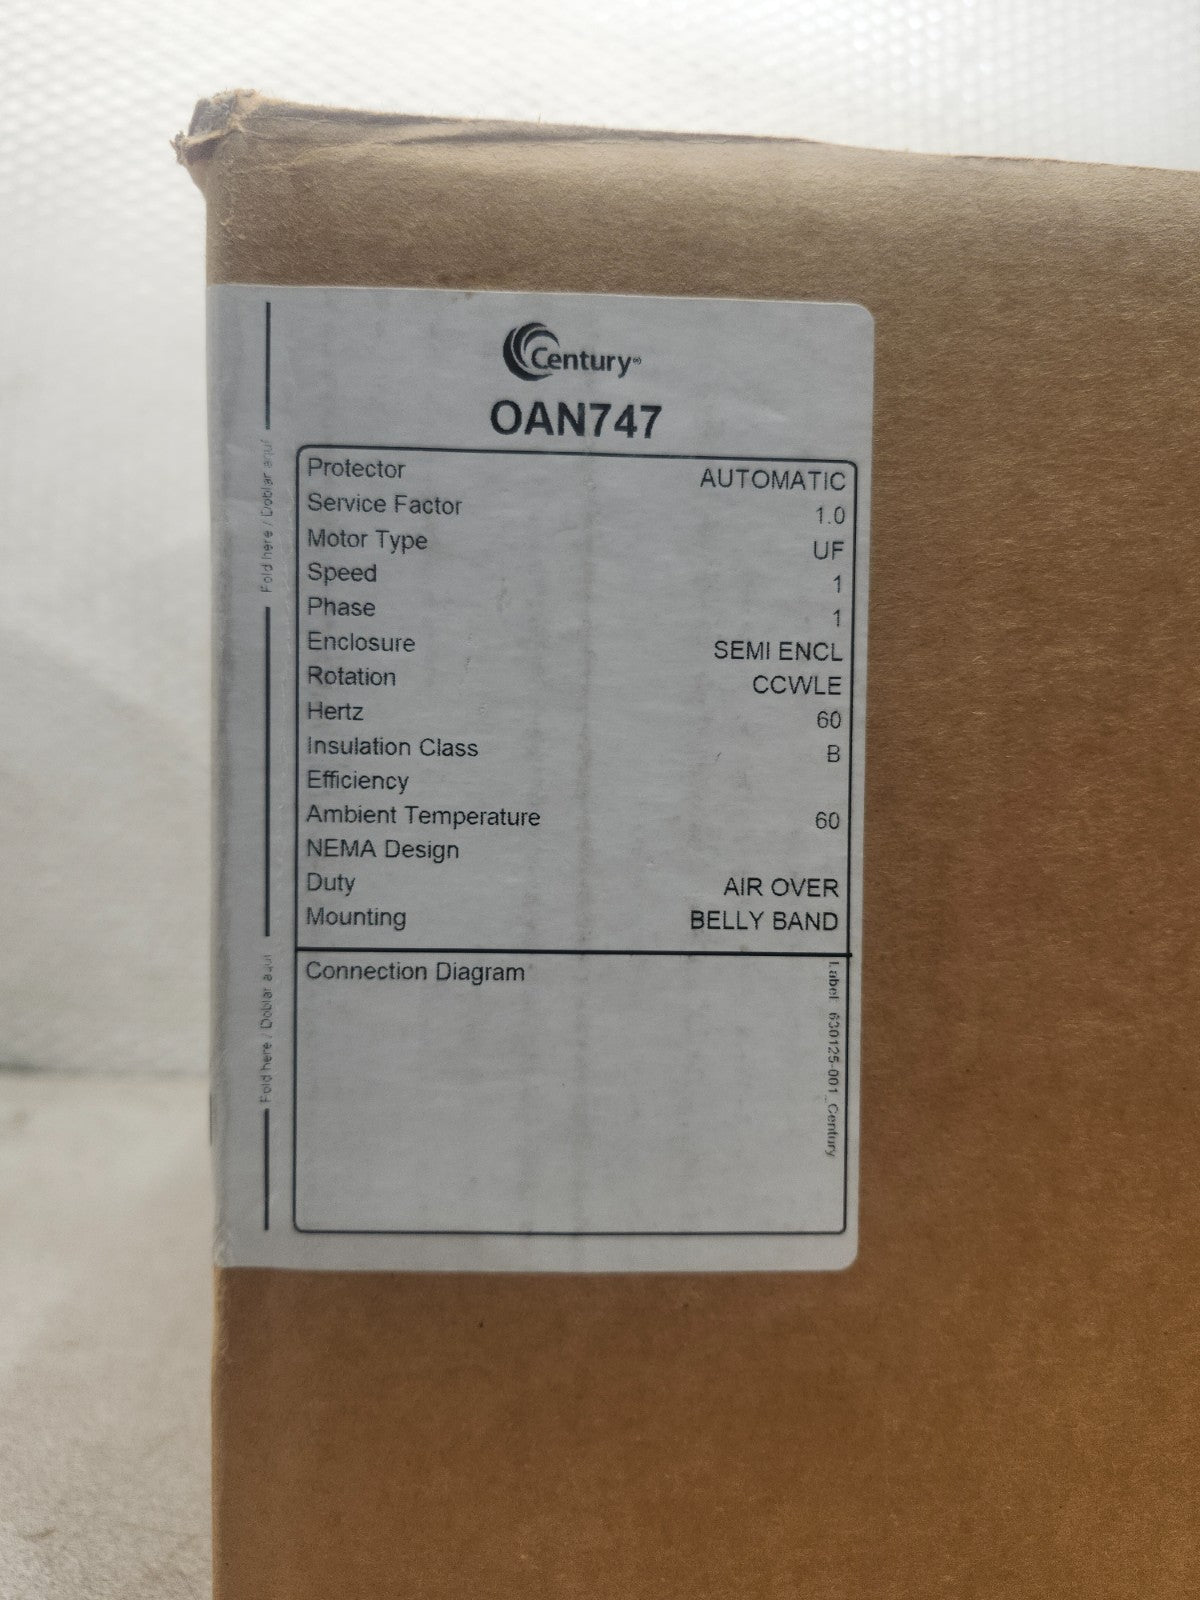 Century®
OAN747
Protector AUTOMATIC
Service Factor 1.0
Motor Type UF
Speed 1
Phase 1
Enclosure SEMI ENCL
Rotation CCWLE
Hertz 60
Insulation Class B
Efficiency
Ambient Temperature 60
NEMA Design
Duty AIR OVER
Mounting BELLY BAND
Connection Diagram
Label: 630125-001_Century
Fold here / Doblar aquí
Fold here / Doblar aquí